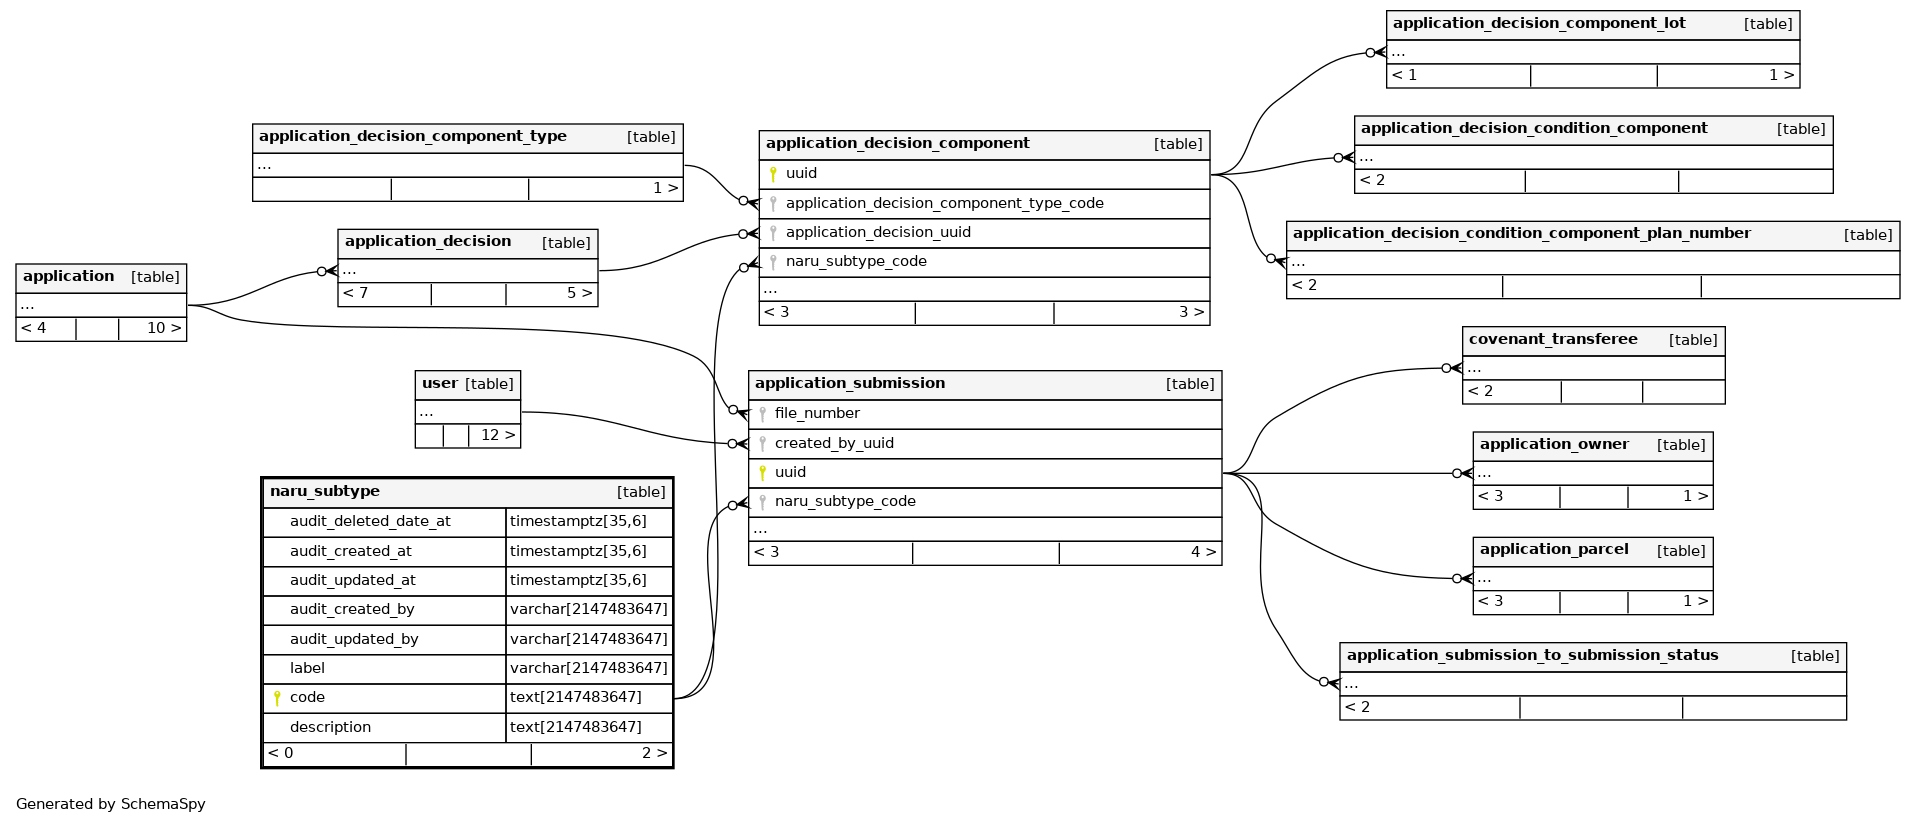 application_decision_component_lot [table]
...
< 1 1 >
application_decision_component_type [table]
...
1 >
application_decision_component [table]
uuid
application_decision_component_type_code
application_decision_uuid
naru_subtype_code
...
< 3 3 >
application_decision_condition_component [table]
...
< 2
application_decision [table]
...
< 7 5 >
application_decision_condition_component_plan_number [table]
...
< 2
application [table]
...
< 4 10 >
user [table]
...
12 >
application_submission [table]
file_number
created_by_uuid
uuid
naru_subtype_code
...
< 3 4 >
covenant_transferee [table]
...
< 2
application_owner [table]
...
< 3 1 >
application_parcel [table]
...
< 3 1 >
application_submission_to_submission_status [table]
...
< 2
naru_subtype [table]
audit_deleted_date_at timestamptz[35,6]
audit_created_at timestamptz[35,6]
audit_updated_at timestamptz[35,6]
audit_created_by varchar[2147483647]
audit_updated_by varchar[2147483647]
label varchar[2147483647]
code text[2147483647]
description text[2147483647]
< 0 2 >
Generated by SchemaSpy